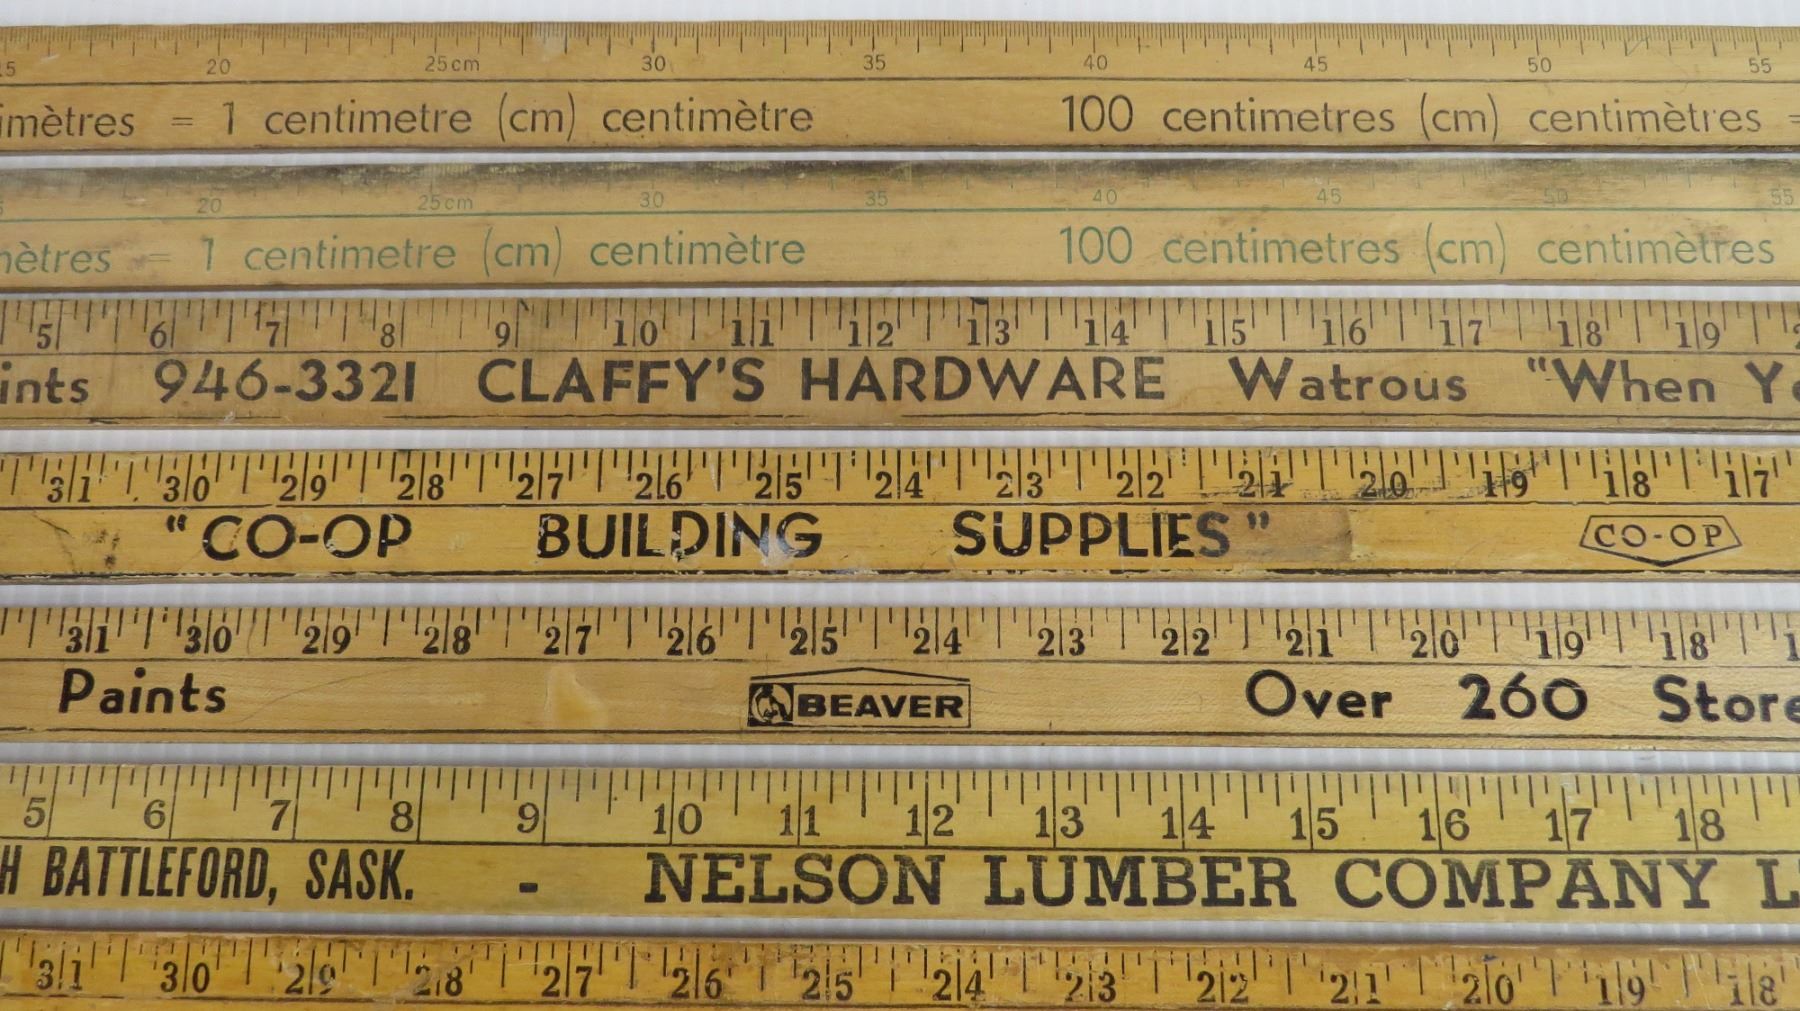 20 25cm 30 35 40 45 50 55
imètres = 1 centimetre (cm) centimètre 100 centimetres (cm) centimètres =
20 25cm 30 35 40 45 50 55
mètres = 1 centimetre (cm) centimètre 100 centimetres (cm) centimètres
5 6 7 8 9 10 11 12 13 14 15 16 17 18 19
ints 946-3321 CLAFFY'S HARDWARE Watrous "When Yo
31 30 29 28 27 26 25 24 23 22 21 20 19 18 17
"CO-OP BUILDING SUPPLIES" CO-OP
31 30 29 28 27 26 25 24 23 22 21 20 19 18
Paints BEAVER Over 260 Store
5 6 7 8 9 10 11 12 13 14 15 16 17 18
H BATTLEFORD, SASK. - NELSON LUMBER COMPANY L
31 30 29 28 27 26 25 24 23 22 21 20 19 18